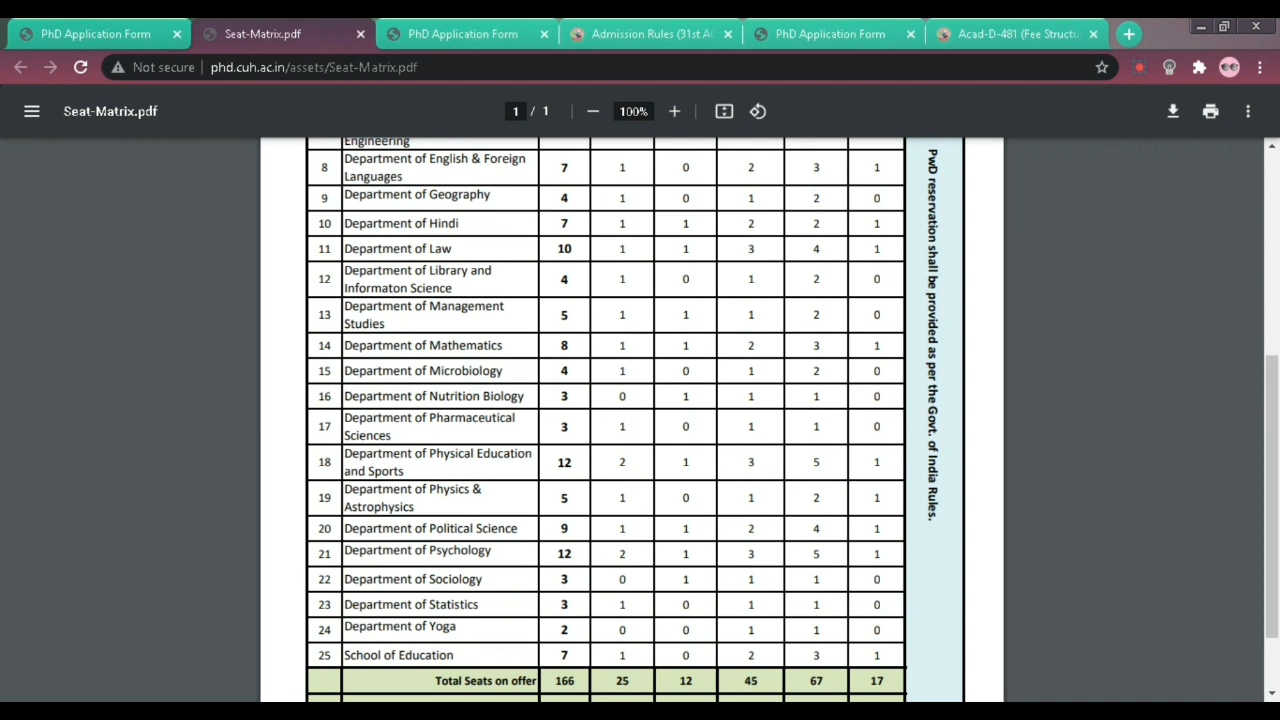 PhD Application Form
Seat-Matrix.pdf
PhD Application Form
Admission Rules (31st A
PhD Application Form
Acad-D-481 (Fee Structu
Not secure | phd.cuh.ac.in/assets/Seat-Matrix.pdf
Seat-Matrix.pdf
1 / 1
100%
Engineering
8 Department of English & Foreign Languages 7 1 0 2 3 1
9 Department of Geography 4 1 0 1 2 0
10 Department of Hindi 7 1 1 2 2 1
11 Department of Law 10 1 1 3 4 1
12 Department of Library and Informaton Science 4 1 0 1 2 0
13 Department of Management Studies 5 1 1 1 2 0
14 Department of Mathematics 8 1 1 2 3 1
15 Department of Microbiology 4 1 0 1 2 0
16 Department of Nutrition Biology 3 0 1 1 1 0
17 Department of Pharmaceutical Sciences 3 1 0 1 1 0
18 Department of Physical Education and Sports 12 2 1 3 5 1
19 Department of Physics & Astrophysics 5 1 0 1 2 1
20 Department of Political Science 9 1 1 2 4 1
21 Department of Psychology 12 2 1 3 5 1
22 Department of Sociology 3 0 1 1 1 0
23 Department of Statistics 3 1 0 1 1 0
24 Department of Yoga 2 0 0 1 1 0
25 School of Education 7 1 0 2 3 1
Total Seats on offer 166 25 12 45 67 17
PwD reservation shall be provided as per the Govt. of India Rules.